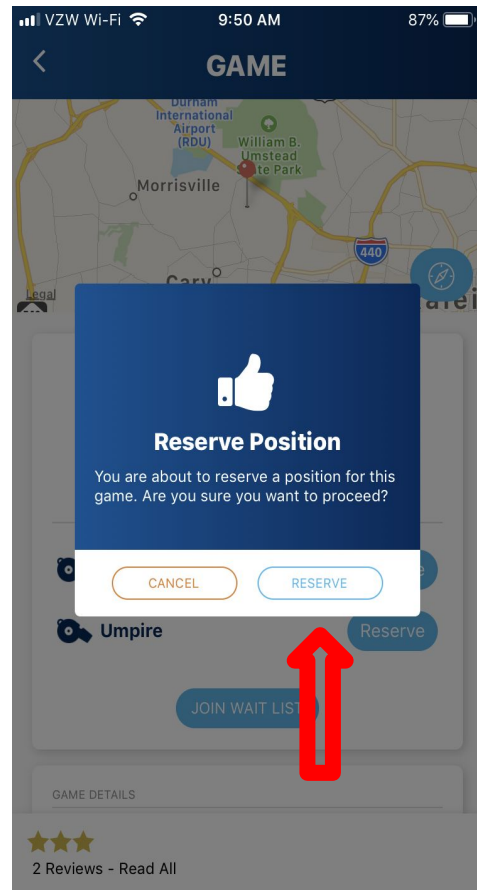 VZW Wi-Fi 9:50 AM 87%
GAME
Durham
International
Airport
(RDU)
William B.
Umstead
State Park
Morrisville
440
Cary
Legal
Reserve Position
You are about to reserve a position for this
game. Are you sure you want to proceed?
CANCEL RESERVE
Umpire Reserve
JOIN WAIT LIST
GAME DETAILS
2 Reviews - Read All